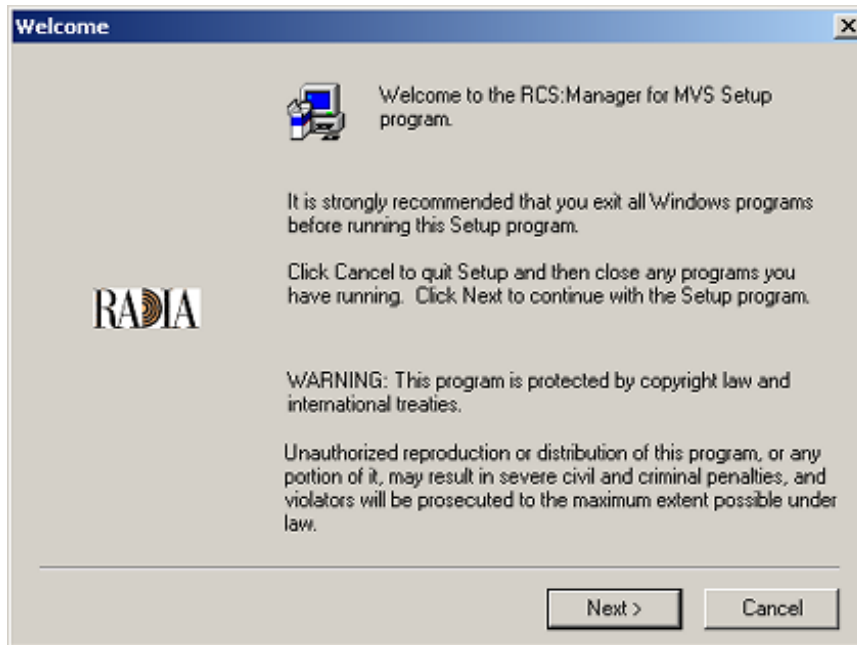 Welcome
Welcome to the RCS:Manager for MVS Setup
program.
It is strongly recommended that you exit all Windows programs
before running this Setup program.
Click Cancel to quit Setup and then close any programs you
have running.  Click Next to continue with the Setup program.
RADIA
WARNING: This program is protected by copyright law and
international treaties.
Unauthorized reproduction or distribution of this program, or any
portion of it, may result in severe civil and criminal penalties, and
violators will be prosecuted to the maximum extent possible under
law.
Next >
Cancel